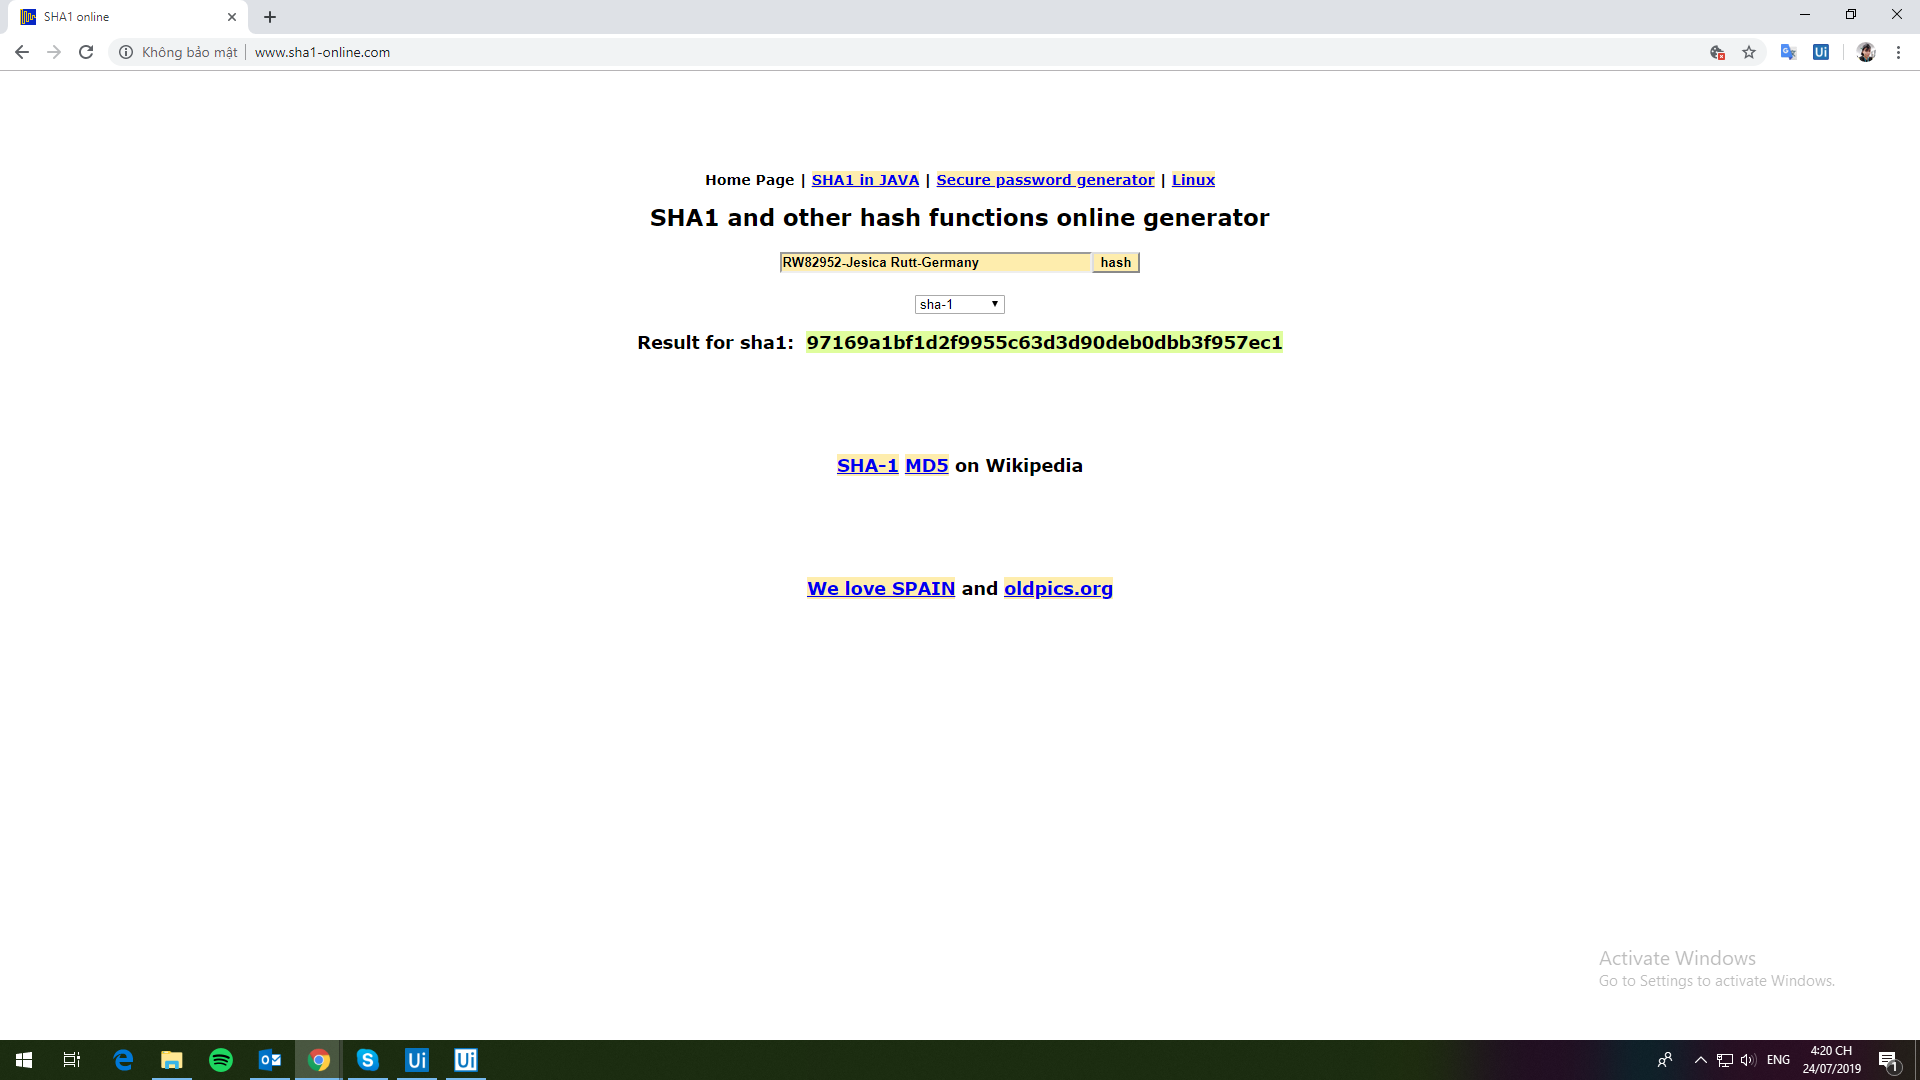 SHA1 online
Không bảo mật
www.sha1-online.com
Home Page | SHA1 in JAVA | Secure password generator | Linux
SHA1 and other hash functions online generator
RW82952-Jesica Rutt-Germany
hash
sha-1
Result for sha1: 97169a1bf1d2f9955c63d3d90deb0dbb3f957ec1
SHA-1 MD5 on Wikipedia
We love SPAIN and oldpics.org
Activate Windows
Go to Settings to activate Windows.
ENG
4:20 CH
24/07/2019